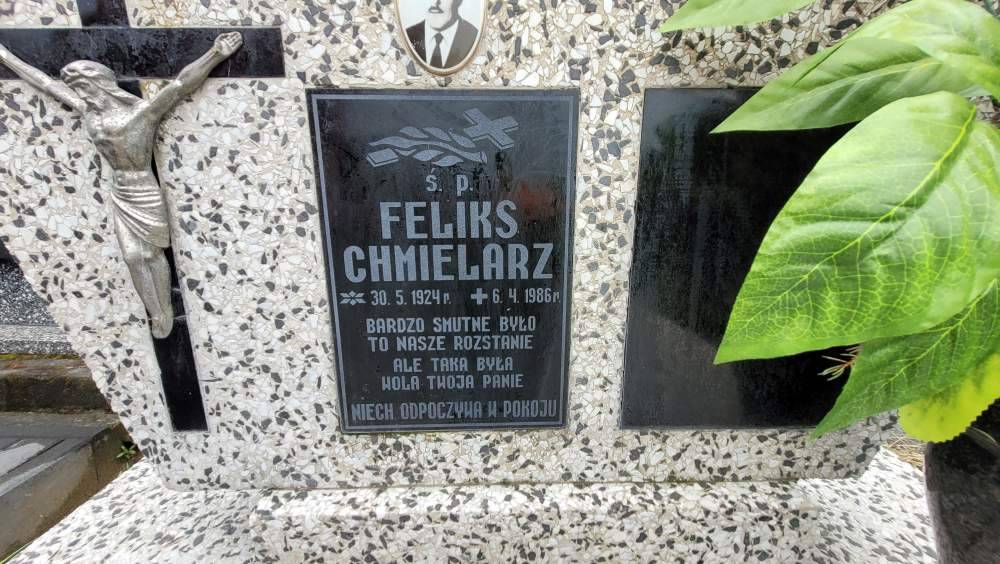 ś. p.
FELIKS
CHMIELARZ
30. 5. 1924 r. 6. 4. 1986 r.
BARDZO SMUTNE BYŁO
TO NASZE ROZSTANIE
ALE TAKA BYŁA
WOLA TWOJA PANIE
NIECH ODPOCZYWA W POKOJU